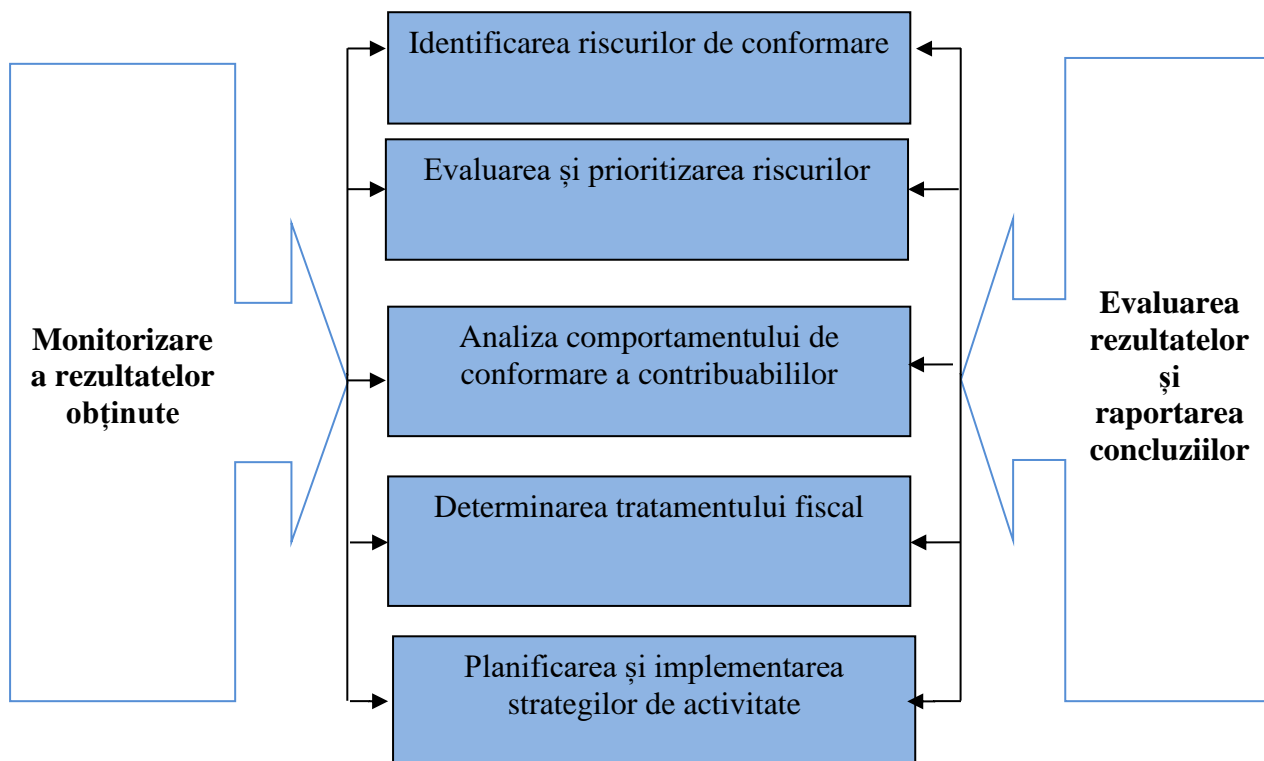 Identificarea riscurilor de conformare
Evaluarea și prioritizarea riscurilor
Monitorizare
a rezultatelor
obținute
Analiza comportamentului de
conformare a contribuabililor
Evaluarea
rezultatelor
și
raportarea
concluziilor
Determinarea tratamentului fiscal
Planificarea și implementarea
strategilor de activitate